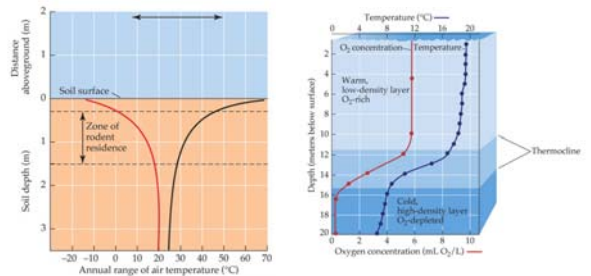 Distance
aboveground (m)
2
1
0
Soil surface
Zone of
rodent
residence
Soil depth (m)
1
2
3
−20 −10 0 10 20 30 40 50 60 70
Annual range of air temperature (°C)
Temperature (°C)
0 4 8 12 16 20
O₂ concentration
Temperature
Warm,
low-density layer
O₂-rich
Thermocline
Cold,
high-density layer
O₂-depleted
Depth (meters below surface)
2
4
6
8
10
12
14
16
18
20
0 2 4 6 8 10
Oxygen concentration (mL O₂/L)